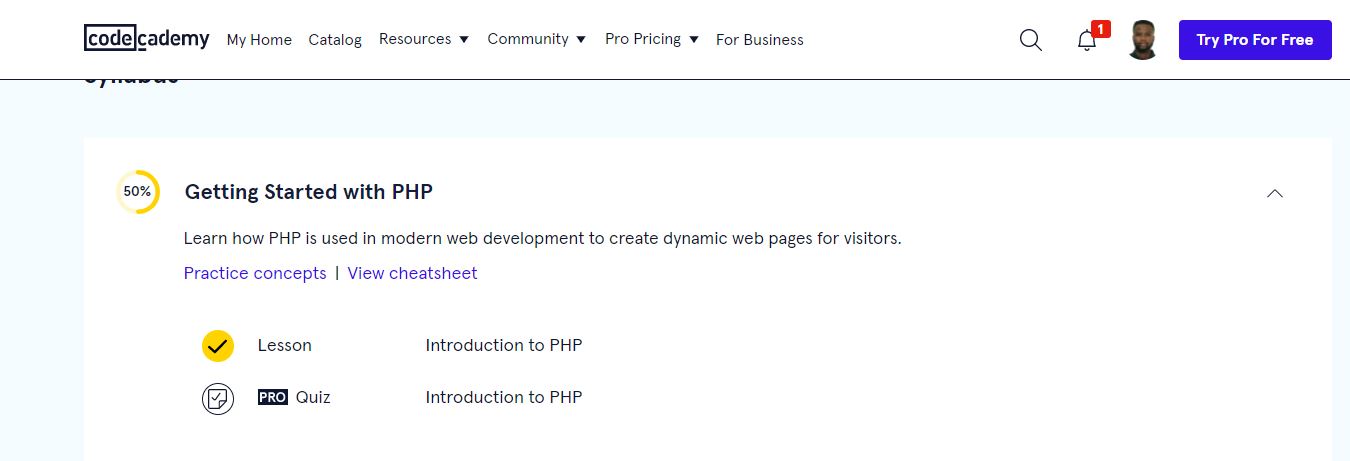 codecademy My Home Catalog Resources Community Pro Pricing For Business 1 Try Pro For Free
Syllabus
50% Getting Started with PHP
Learn how PHP is used in modern web development to create dynamic web pages for visitors.
Practice concepts | View cheatsheet
Lesson Introduction to PHP
PRO Quiz Introduction to PHP